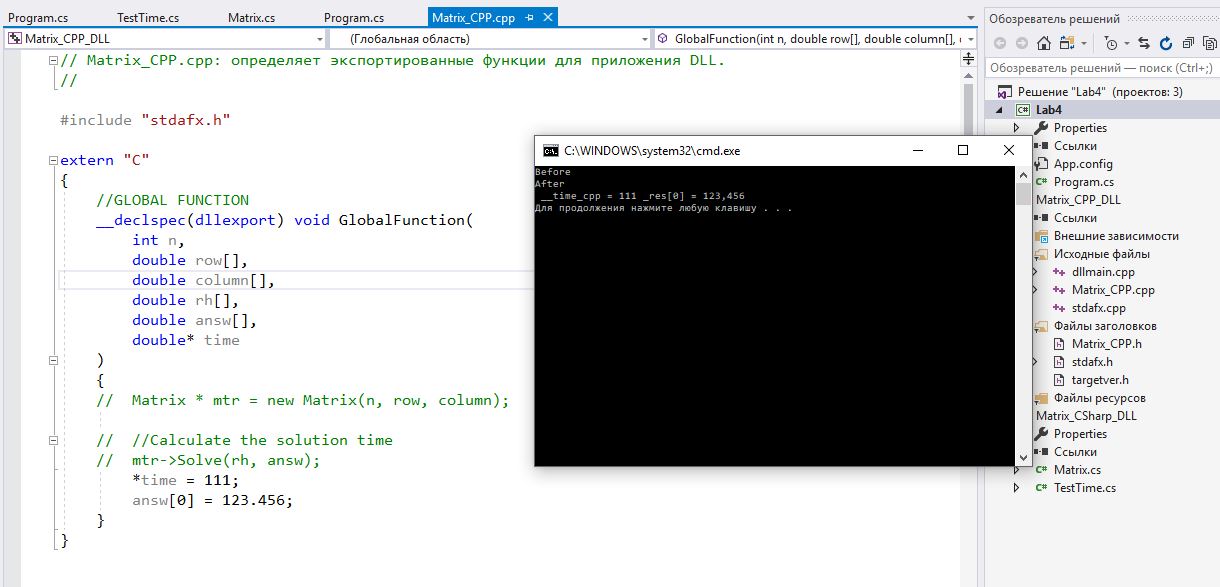 Program.cs TestTime.cs Matrix.cs Program.cs Matrix_CPP.cpp
Matrix_CPP_DLL (Глобальная область) GlobalFunction(int n, double row[], double column[], 
// Matrix_CPP.cpp: определяет экспортированные функции для приложения DLL.
//
#include "stdafx.h"
extern "C"
{
//GLOBAL FUNCTION
__declspec(dllexport) void GlobalFunction(
int n,
double row[],
double column[],
double rh[],
double answ[],
double* time
)
{
// Matrix * mtr = new Matrix(n, row, column);
// //Calculate the solution time
// mtr->Solve(rh, answ);
*time = 111;
answ[0] = 123.456;
}
}
C:\WINDOWS\system32\cmd.exe
Before
After
__time_cpp = 111 _res[0] = 123,456
Для продолжения нажмите любую клавишу . . .
Обозреватель решений
Обозреватель решений — поиск (Ctrl+;)
Решение "Lab4" (проектов: 3)
C# Lab4
Properties
Ссылки
App.config
C# Program.cs
Matrix_CPP_DLL
Ссылки
Внешние зависимости
Исходные файлы
++ dllmain.cpp
++ Matrix_CPP.cpp
++ stdafx.cpp
Файлы заголовков
h Matrix_CPP.h
h stdafx.h
h targetver.h
Файлы ресурсов
Matrix_CSharp_DLL
Properties
Ссылки
C# Matrix.cs
C# TestTime.cs